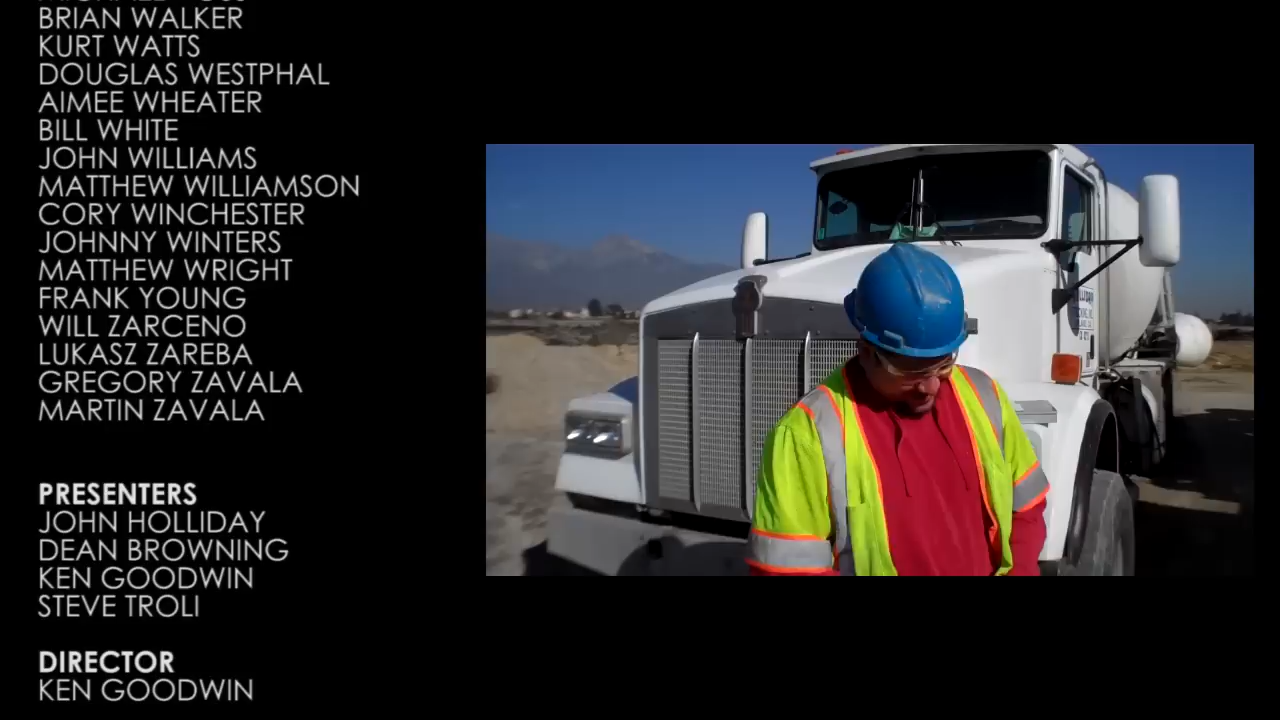 BRIAN WALKER
KURT WATTS
DOUGLAS WESTPHAL
AIMEE WHEATER
BILL WHITE
JOHN WILLIAMS
MATTHEW WILLIAMSON
CORY WINCHESTER
JOHNNY WINTERS
MATTHEW WRIGHT
FRANK YOUNG
WILL ZARCENO
LUKASZ ZAREBA
GREGORY ZAVALA
MARTIN ZAVALA
PRESENTERS
JOHN HOLLIDAY
DEAN BROWNING
KEN GOODWIN
STEVE TROLI
DIRECTOR
KEN GOODWIN